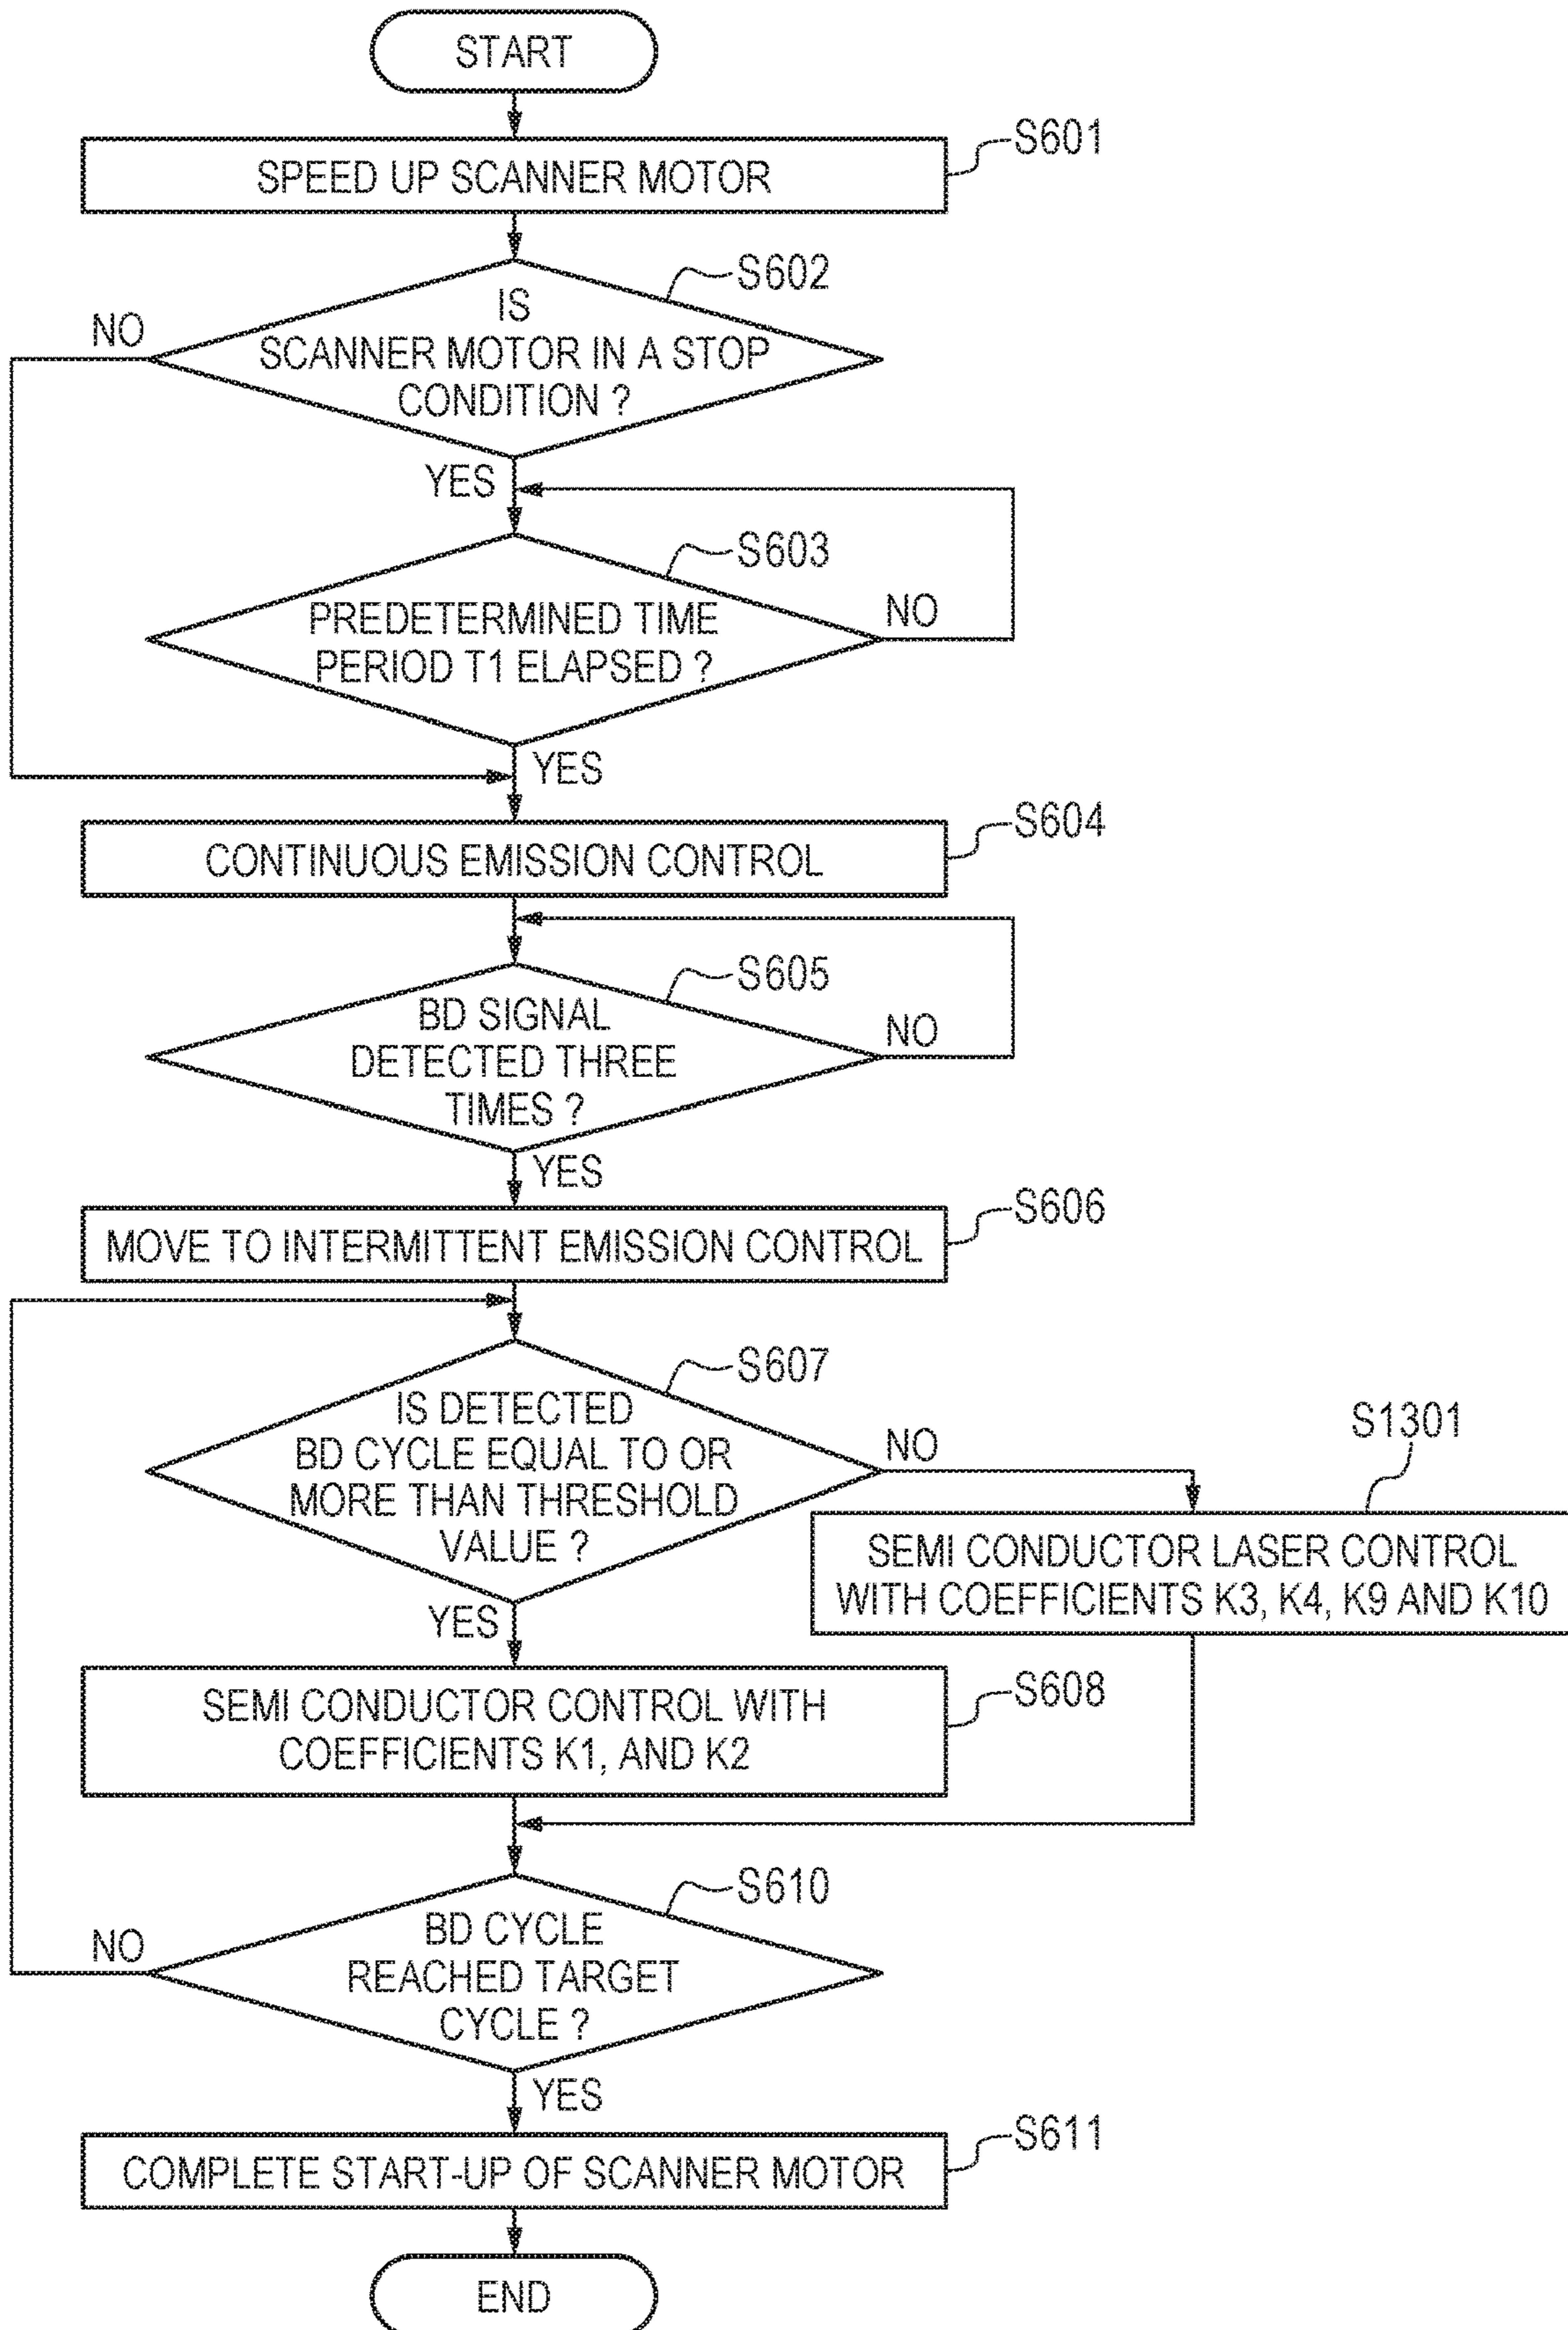 START
S601
SPEED UP SCANNER MOTOR
S602
NO
IS
SCANNER MOTOR IN A STOP
CONDITION ?
YES
S603
PREDETERMINED TIME
PERIOD T1 ELAPSED ?
NO
YES
S604
CONTINUOUS EMISSION CONTROL
S605
BD SIGNAL
DETECTED THREE
TIMES ?
NO
YES
S606
MOVE TO INTERMITTENT EMISSION CONTROL
S607
IS DETECTED
BD CYCLE EQUAL TO OR
MORE THAN THRESHOLD
VALUE ?
NO
S1301
SEMI CONDUCTOR LASER CONTROL
WITH COEFFICIENTS K3, K4, K9 AND K10
YES
S608
SEMI CONDUCTOR CONTROL WITH
COEFFICIENTS K1, AND K2
S610
NO
BD CYCLE
REACHED TARGET
CYCLE ?
YES
S611
COMPLETE START-UP OF SCANNER MOTOR
END